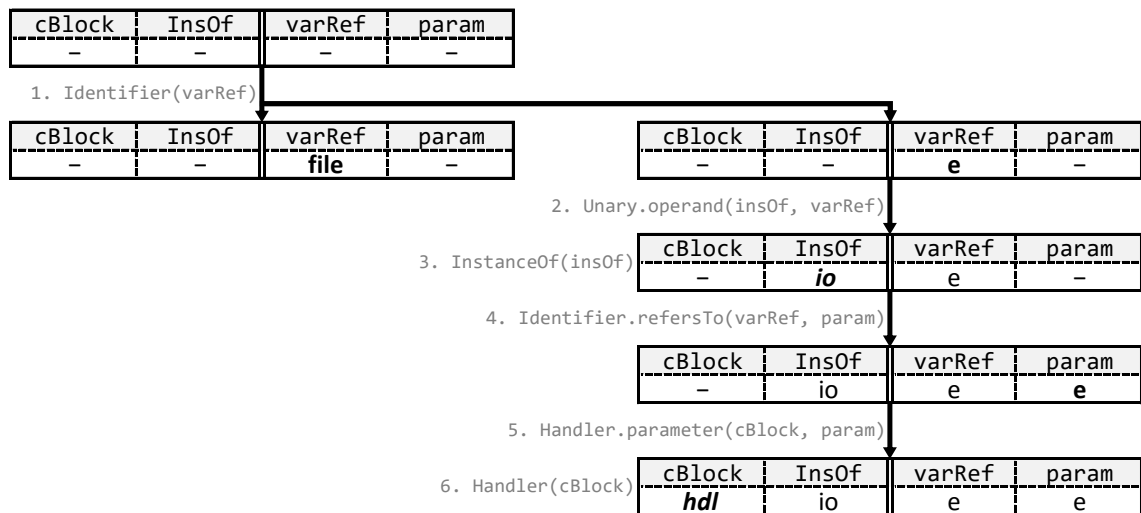 cBlock InsOf varRef param
– – – –
1. Identifier(varRef)
cBlock InsOf varRef param cBlock InsOf varRef param
– – file – – – e –
2. Unary.operand(insOf, varRef)
cBlock InsOf varRef param
3. InstanceOf(insOf)
– io e –
4. Identifier.refersTo(varRef, param)
cBlock InsOf varRef param
– io e e
5. Handler.parameter(cBlock, param)
cBlock InsOf varRef param
6. Handler(cBlock)
hdl io e e